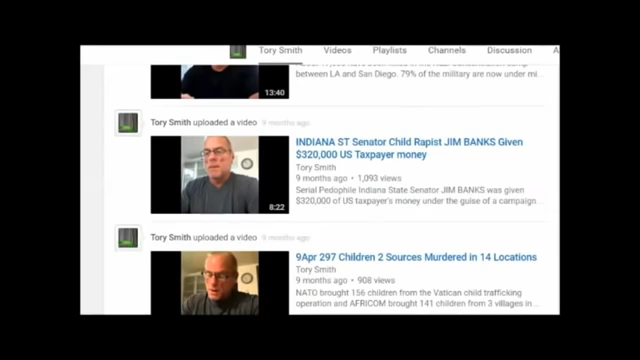 Tory Smith Videos Playlists Channels Discussion A
between LA and San Diego. 79% of the military are now under mi...
13:40
Tory Smith uploaded a video 9 months ago
INDIANA ST Senator Child Rapist JIM BANKS Given
$320,000 US Taxpayer money
Tory Smith
9 months ago • 1,093 views
Serial Pedophile Indiana State Senator JIM BANKS was given
$320,000 of US taxpayer's money under the guise of a campaign...
8:22
Tory Smith uploaded a video 9 months ago
9Apr 297 Children 2 Sources Murdered in 14 Locations
Tory Smith
9 months ago • 908 views
NATO brought 156 children from the Vatican child trafficking
operation and AFRICOM brought 141 children from 3 villages in...